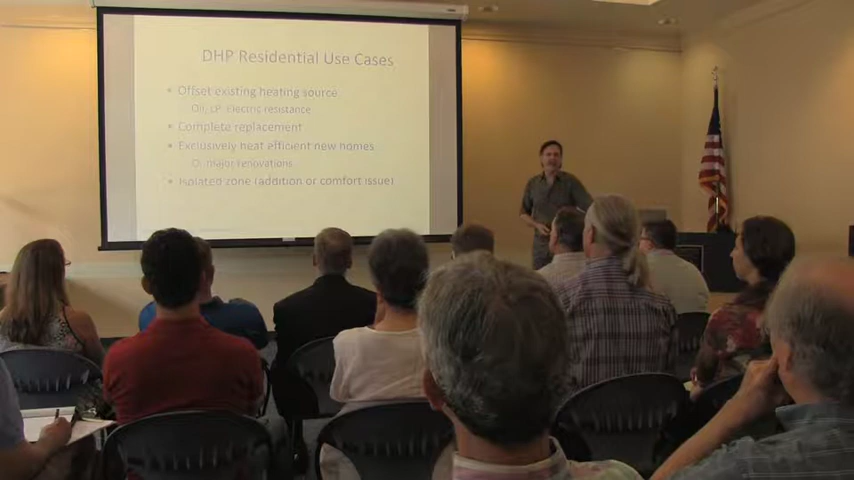 DHP Residential Use Cases
• Offset existing heating source
Oil, LP, Electric resistance
• Complete replacement
• Exclusively heat efficient new homes
Or major renovations
• Isolated zone (addition or comfort issue)